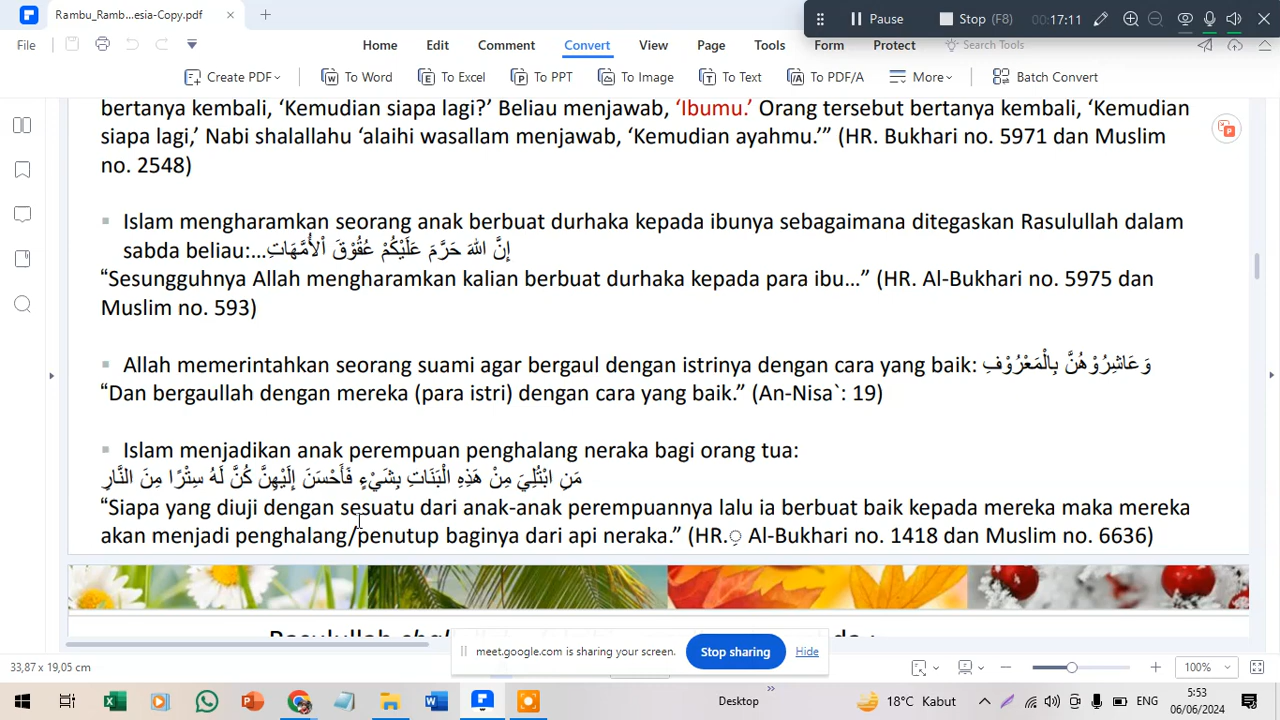 Rambu_Ramb...esia-Copy.pdf
Pause
Stop (F8)
00:17:11
File
Home
Edit
Comment
Convert
View
Page
Tools
Form
Protect
Search Tools
Create PDF
To Word
To Excel
To PPT
To Image
To Text
To PDF/A
More
Batch Convert
bertanya kembali, ‘Kemudian siapa lagi?’ Beliau menjawab, ‘Ibumu.’ Orang tersebut bertanya kembali, ‘Kemudian
siapa lagi,’ Nabi shalallahu ‘alaihi wasallam menjawab, ‘Kemudian ayahmu.’” (HR. Bukhari no. 5971 dan Muslim
no. 2548)
▪ Islam mengharamkan seorang anak berbuat durhaka kepada ibunya sebagaimana ditegaskan Rasulullah dalam
sabda beliau:...إِنَّ اللهَ حَرَّمَ عَلَيْكُمْ عُقُوْقَ اْلأُمَّهَاتِ
“Sesungguhnya Allah mengharamkan kalian berbuat durhaka kepada para ibu…” (HR. Al-Bukhari no. 5975 dan
Muslim no. 593)
▪ Allah memerintahkan seorang suami agar bergaul dengan istrinya dengan cara yang baik: وَعَاشِرُوْهُنَّ بِالْمَعْرُوْفِ
“Dan bergaullah dengan mereka (para istri) dengan cara yang baik.” (An-Nisa`: 19)
▪ Islam menjadikan anak perempuan penghalang neraka bagi orang tua:
مَنِ ابْتُلِيَ مِنْ هَذِهِ الْبَنَاتِ بِشَيْءٍ فَأَحْسَنَ إِلَيْهِنَّ كُنَّ لَهُ سِتْرًا مِنَ النَّارِ
“Siapa yang diuji dengan sesuatu dari anak-anak perempuannya lalu ia berbuat baik kepada mereka maka mereka
akan menjadi penghalang/penutup baginya dari api neraka.” (HR.ِ Al-Bukhari no. 1418 dan Muslim no. 6636)
meet.google.com is sharing your screen.
Stop sharing
Hide
33,87 x 19,05 cm
100%
Desktop
18°C Kabut
ENG
5:53
06/06/2024